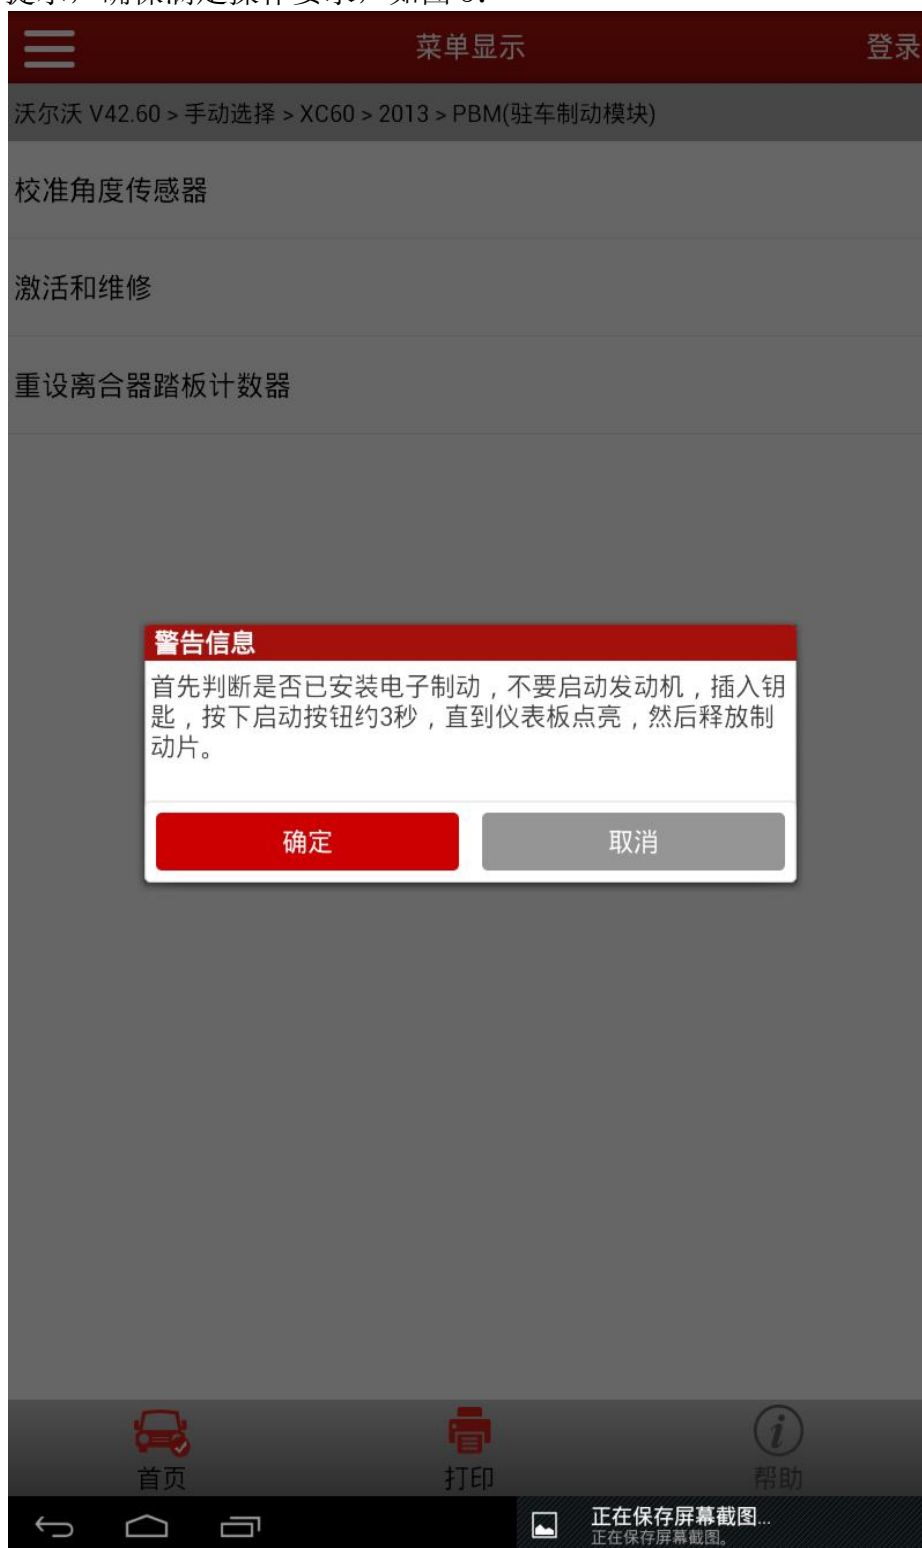 菜单显示
登录
沃尔沃 V42.60 > 手动选择 > XC60 > 2013 > PBM(驻车制动模块)
校准角度传感器
激活和维修
重设离合器踏板计数器
警告信息
首先判断是否已安装电子制动，不要启动发动机，插入钥
匙，按下启动按钮约3秒，直到仪表板点亮，然后释放制
动片。
确定
取消
首页
打印
帮助
正在保存屏幕截图...
正在保存屏幕截图。